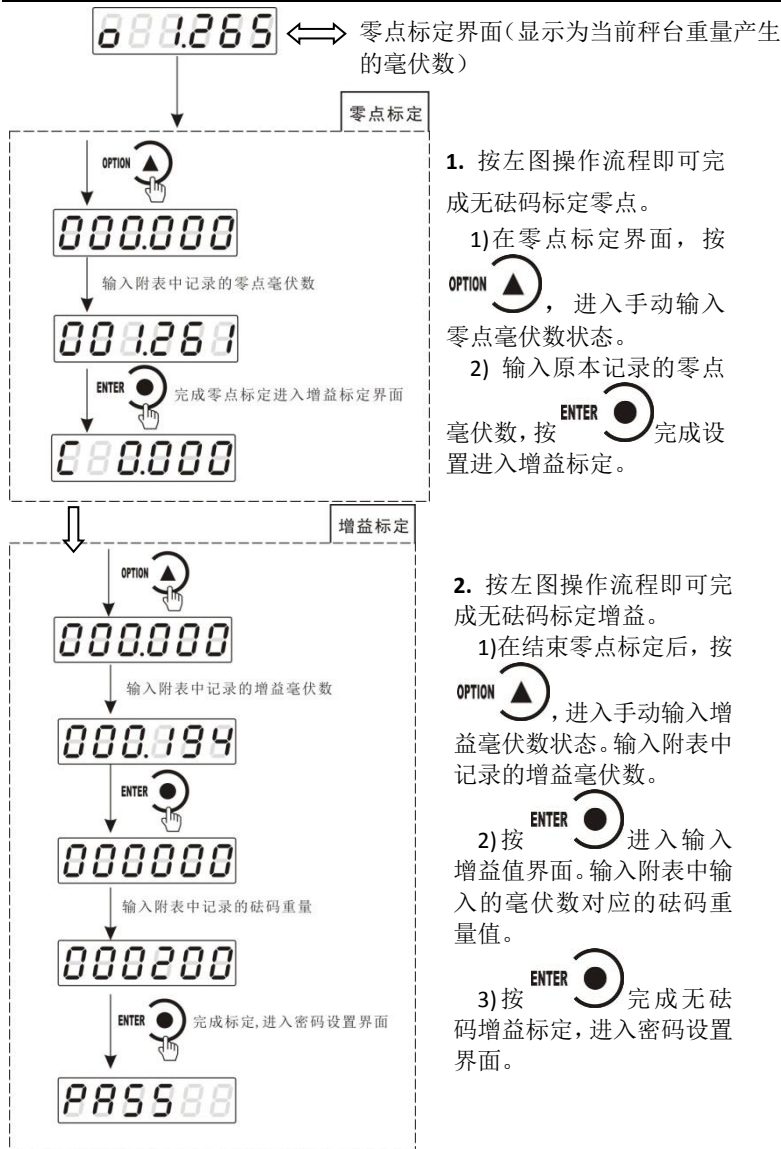 o 1.265
零点标定界面（显示为当前秤台重量产生
的毫伏数）
零点标定
OPTION
000.000
输入附表中记录的零点毫伏数
001.261
ENTER
完成零点标定进入增益标定界面
C 0.000
1. 按左图操作流程即可完
成无砝码标定零点。
1)在零点标定界面，按
OPTION ，进入手动输入
零点毫伏数状态。
2) 输入原本记录的零点
毫伏数，按 ENTER 完成设
置进入增益标定。
增益标定
OPTION
000.000
输入附表中记录的增益毫伏数
000.194
ENTER
000000
输入附表中记录的砝码重量
000200
ENTER
完成标定,进入密码设置界面
PASS
2. 按左图操作流程即可完
成无砝码标定增益。
1)在结束零点标定后，按
OPTION ，进入手动输入增
益毫伏数状态。输入附表中
记录的增益毫伏数。
2)按 ENTER 进入输入
增益值界面。输入附表中输
入的毫伏数对应的砝码重
量值。
3)按 ENTER 完成无砝
码增益标定，进入密码设置
界面。